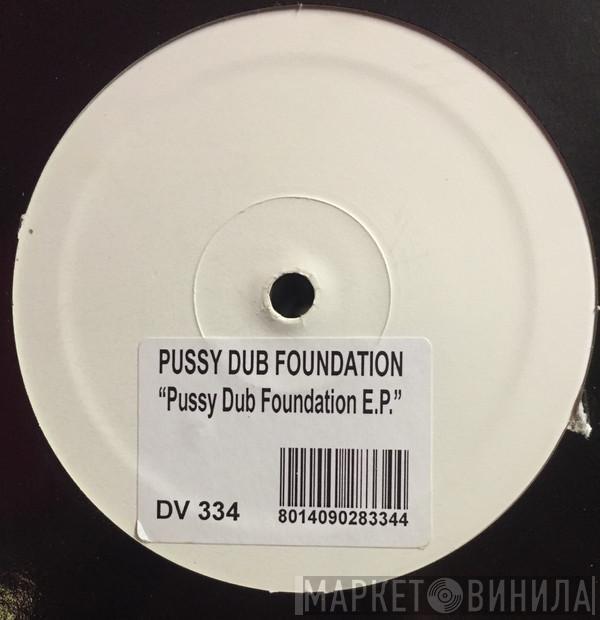 PUSSY DUB FOUNDATION
“Pussy Dub Foundation E.P.”
DV 334
8014090283344
МАРКЕТ ВИНИЛА